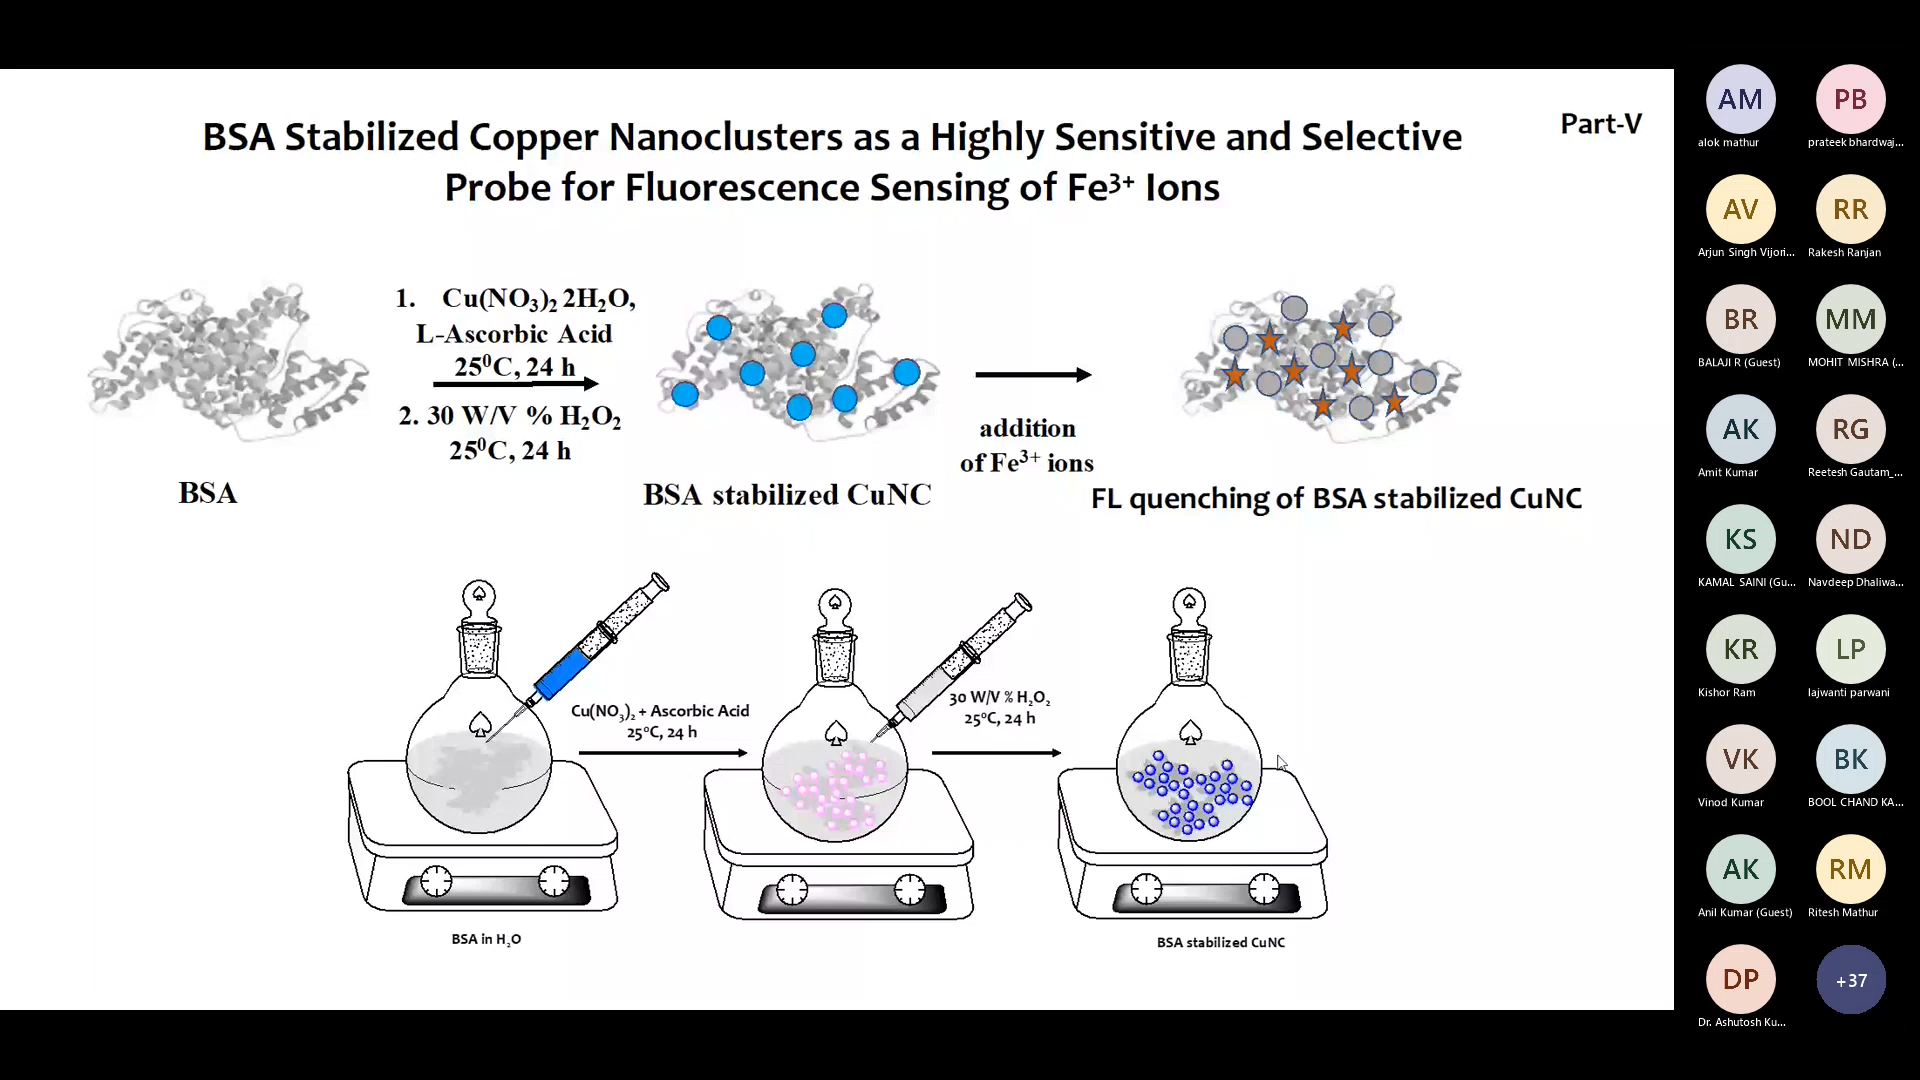 Part-V
BSA Stabilized Copper Nanoclusters as a Highly Sensitive and Selective
Probe for Fluorescence Sensing of Fe³⁺ Ions
1. Cu(NO₃)₂ 2H₂O,
L-Ascorbic Acid
25⁰C, 24 h
2. 30 W/V % H₂O₂
25⁰C, 24 h
addition
of Fe³⁺ ions
BSA
BSA stabilized CuNC
FL quenching of BSA stabilized CuNC
Cu(NO₃)₂ + Ascorbic Acid
25°C, 24 h
30 W/V % H₂O₂
25°C, 24 h
BSA in H₂O
BSA stabilized CuNC
AM
alok mathur
PB
prateek bhardwaj...
AV
Arjun Singh Vijori...
RR
Rakesh Ranjan
BR
BALAJI R (Guest)
MM
MOHIT MISHRA (...
AK
Amit Kumar
RG
Reetesh Gautam_...
KS
KAMAL SAINI (Gu...
ND
Navdeep Dhaliwa...
KR
Kishor Ram
LP
lajwanti parwani
VK
Vinod Kumar
BK
BOOL CHAND KA...
AK
Anil Kumar (Guest)
RM
Ritesh Mathur
DP
Dr. Ashutosh Ku...
+37